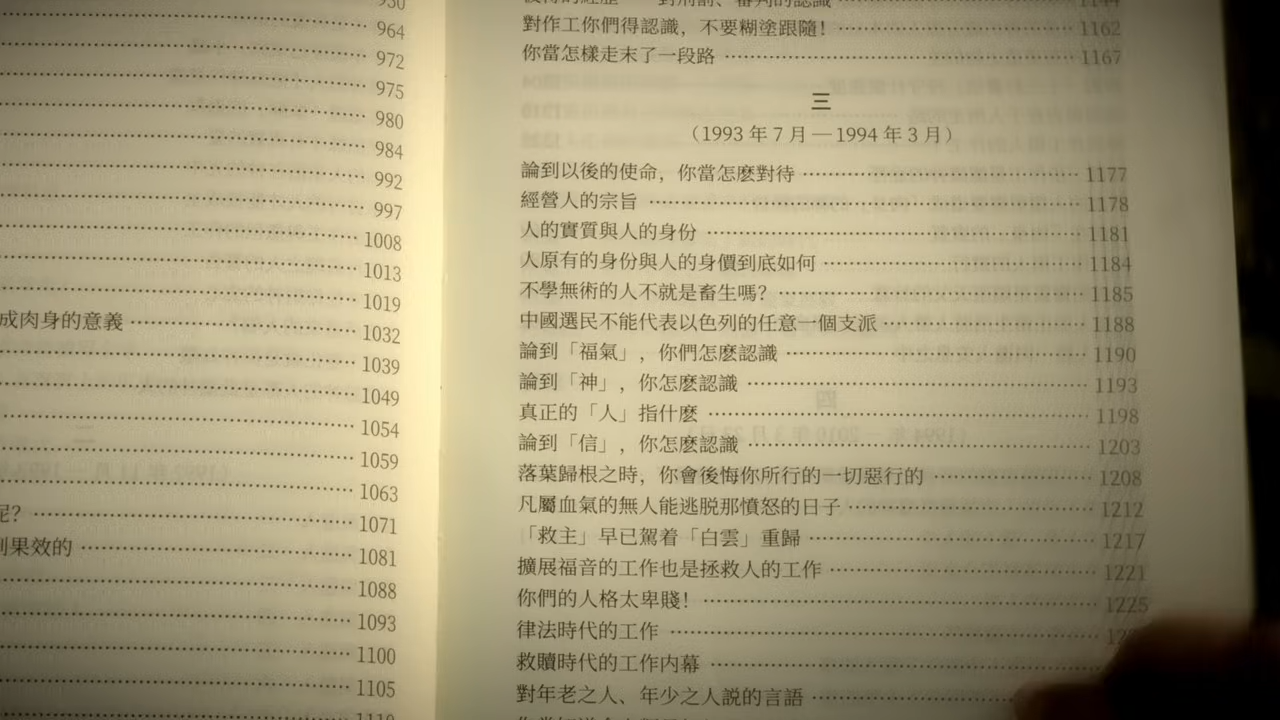 964
972
975
980
984
992
997
1008
1013
1019
成肉身的意義 1032
1039
1049
1054
1059
1063
呢? 1071
果效的 1081
1088
1093
1100
1105
對作工你們得認識，不要糊塗跟隨! 1162
你當怎樣走末了一段路 1167
三
（1993 年 7 月—1994 年 3 月）
論到以後的使命，你當怎麽對待 1177
經營人的宗旨 1178
人的實質與人的身份 1181
人原有的身份與人的身價到底如何 1184
不學無術的人不就是畜生嗎? 1185
中國選民不能代表以色列的任意一個支派 1188
論到「福氣」，你們怎麽認識 1190
論到「神」，你怎麽認識 1193
真正的「人」指什麽 1198
論到「信」，你怎麽認識 1203
落葉歸根之時，你會後悔你所行的一切惡行的 1208
凡屬血氣的無人能逃脱那憤怒的日子 1212
「救主」早已駕着「白雲」重歸 1217
擴展福音的工作也是拯救人的工作 1221
你們的人格太卑賤! 1225
律法時代的工作
救贖時代的工作内幕
對年老之人、年少之人説的言語